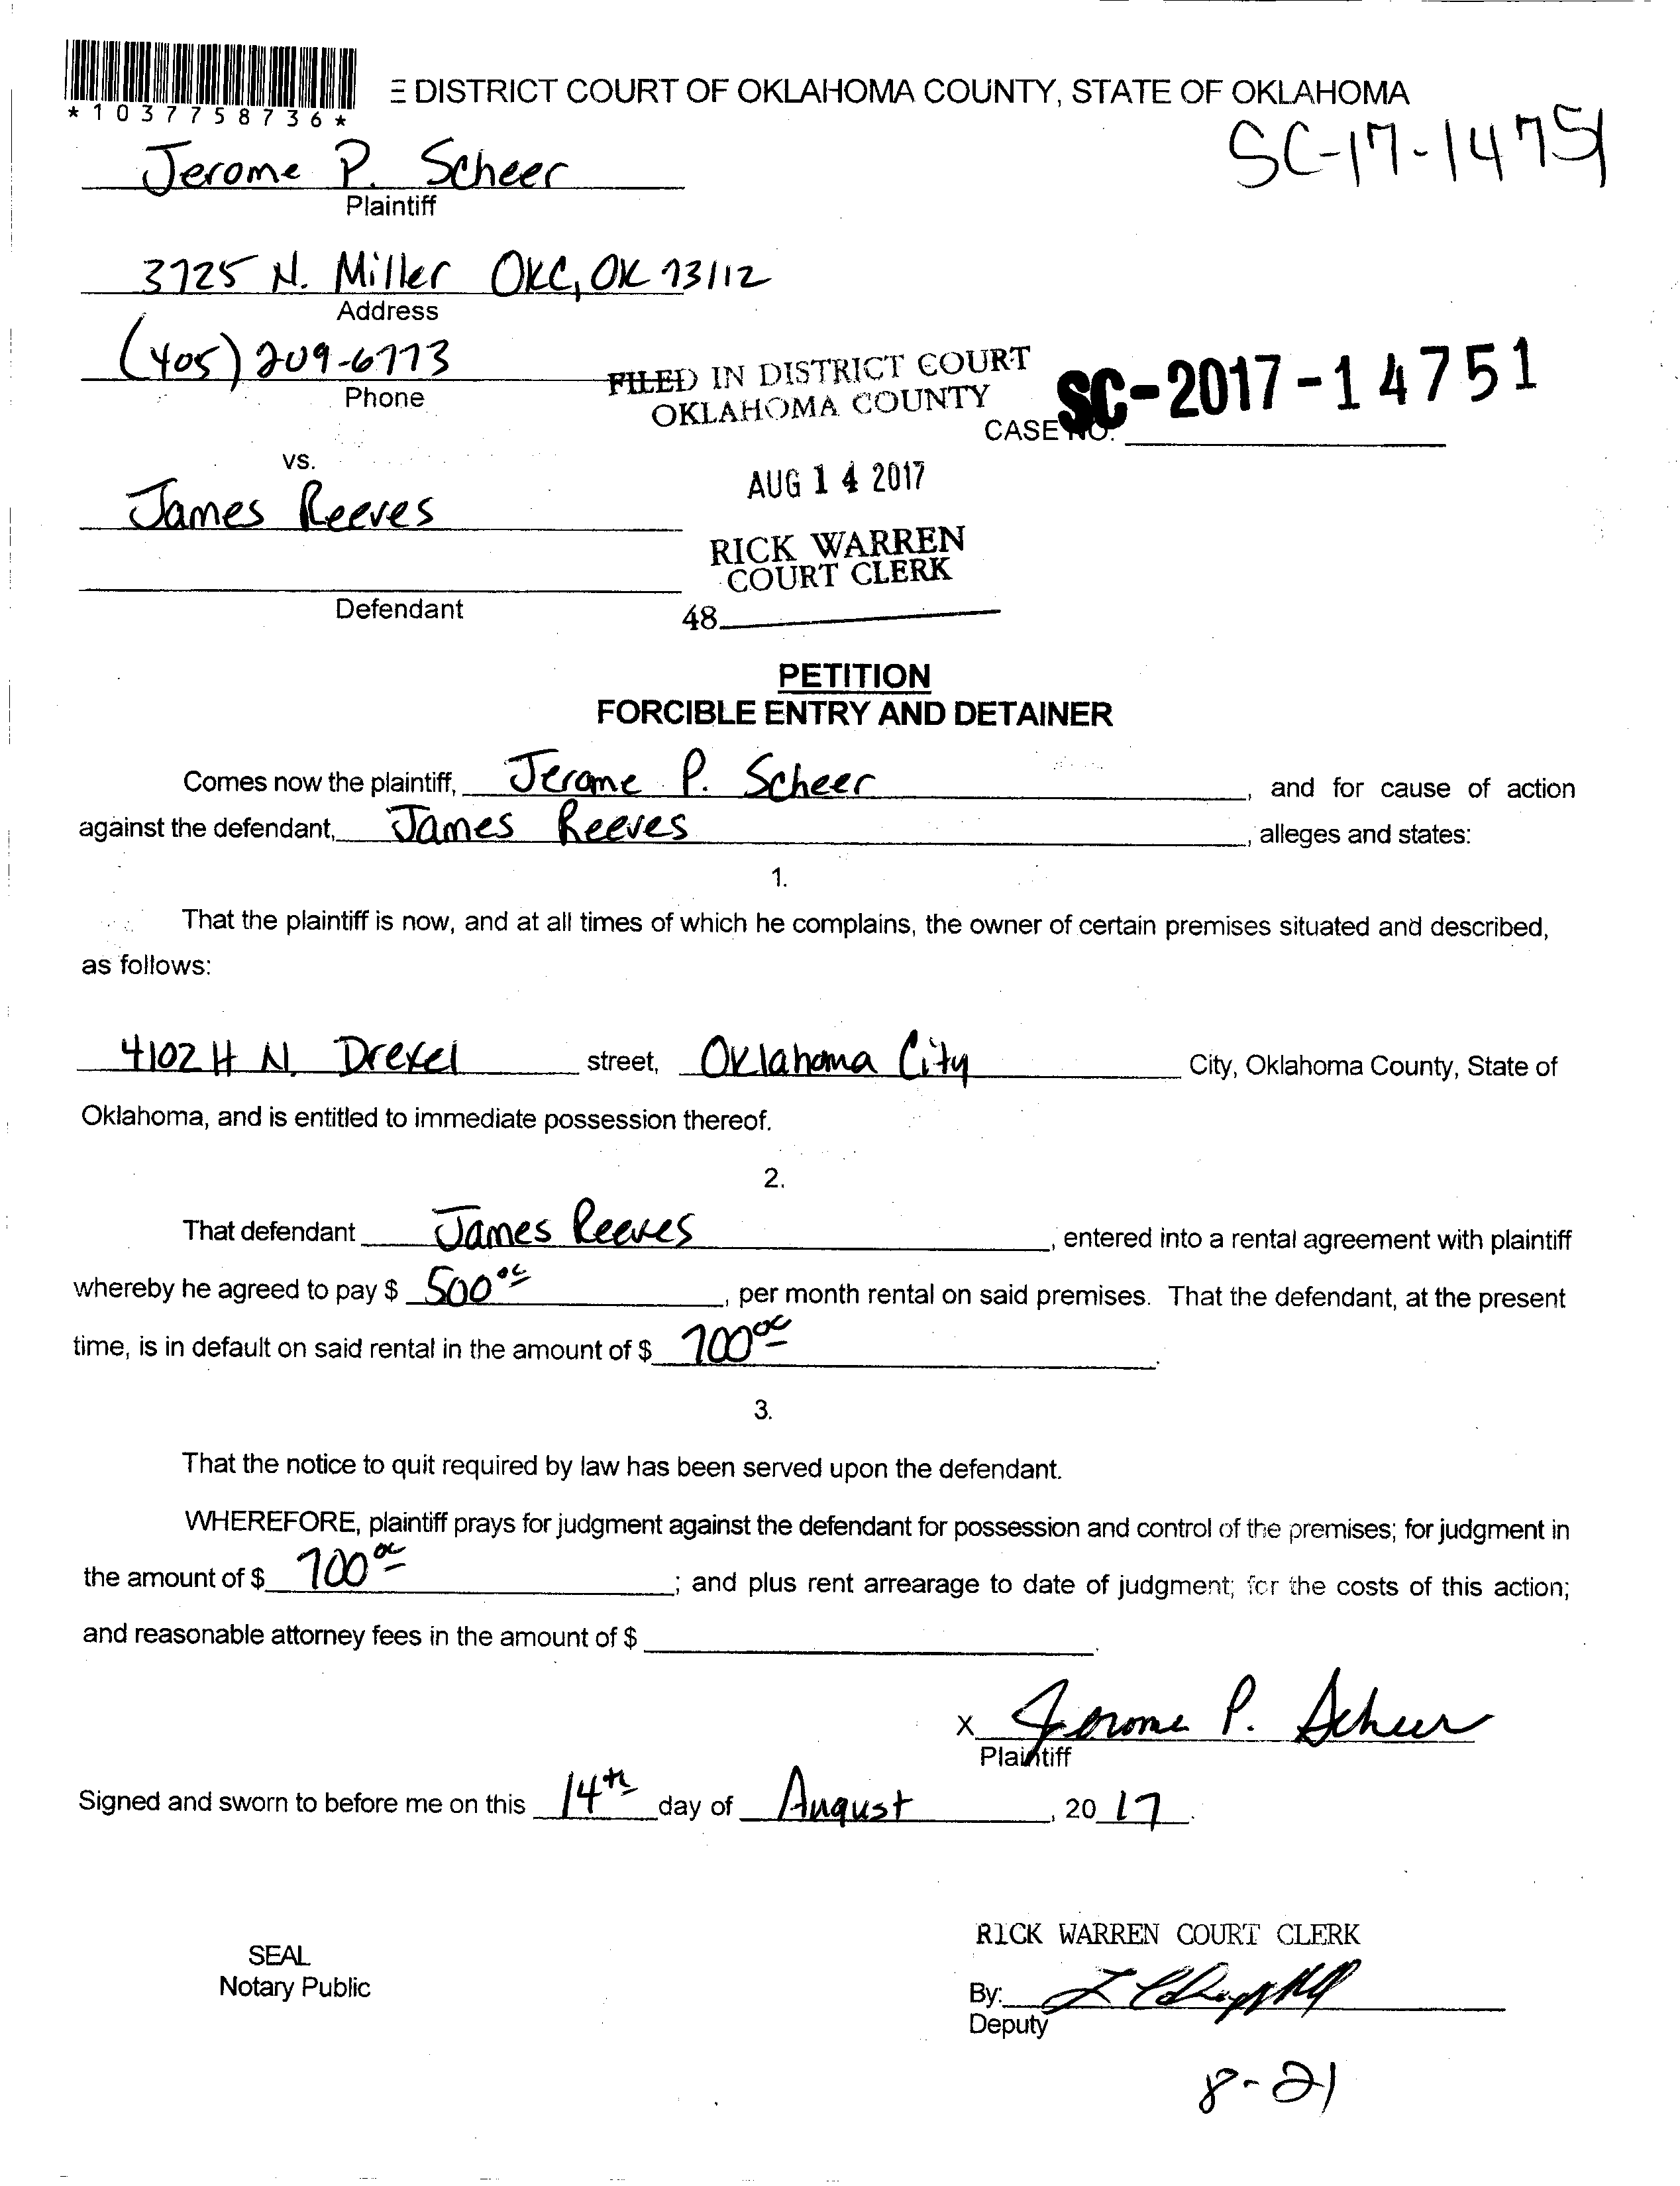 *1037758736*
E DISTRICT COURT OF OKLAHOMA COUNTY, STATE OF OKLAHOMA
SC-17-14751
Jerome P. Scheer
Plaintiff
3725 N. Miller OKC, OK 73112
Address
(405) 209-6773
Phone
FILED IN DISTRICT COURT
OKLAHOMA COUNTY
SC-2017-14751
CASE NO.
vs.
AUG 14 2017
James Reeves
RICK WARREN
COURT CLERK
Defendant
48
PETITION
FORCIBLE ENTRY AND DETAINER
Comes now the plaintiff, Jerome P. Scheer, and for cause of action
against the defendant, James Reeves, alleges and states:
1.
That the plaintiff is now, and at all times of which he complains, the owner of certain premises situated and described,
as follows:
4102 H N. Drexel street, Oklahoma City City, Oklahoma County, State of
Oklahoma, and is entitled to immediate possession thereof.
2.
That defendant James Reeves, entered into a rental agreement with plaintiff
whereby he agreed to pay $ 500 00, per month rental on said premises. That the defendant, at the present
time, is in default on said rental in the amount of $ 700 00.
3.
That the notice to quit required by law has been served upon the defendant.
WHEREFORE, plaintiff prays for judgment against the defendant for possession and control of the premises; for judgment in
the amount of $ 700 00; and plus rent arrearage to date of judgment; for the costs of this action;
and reasonable attorney fees in the amount of $ .
X Jerome P. Scheer
Plaintiff
Signed and sworn to before me on this 14th day of August, 20 17.
RICK WARREN COURT CLERK
SEAL
Notary Public
By:
Deputy
8-21